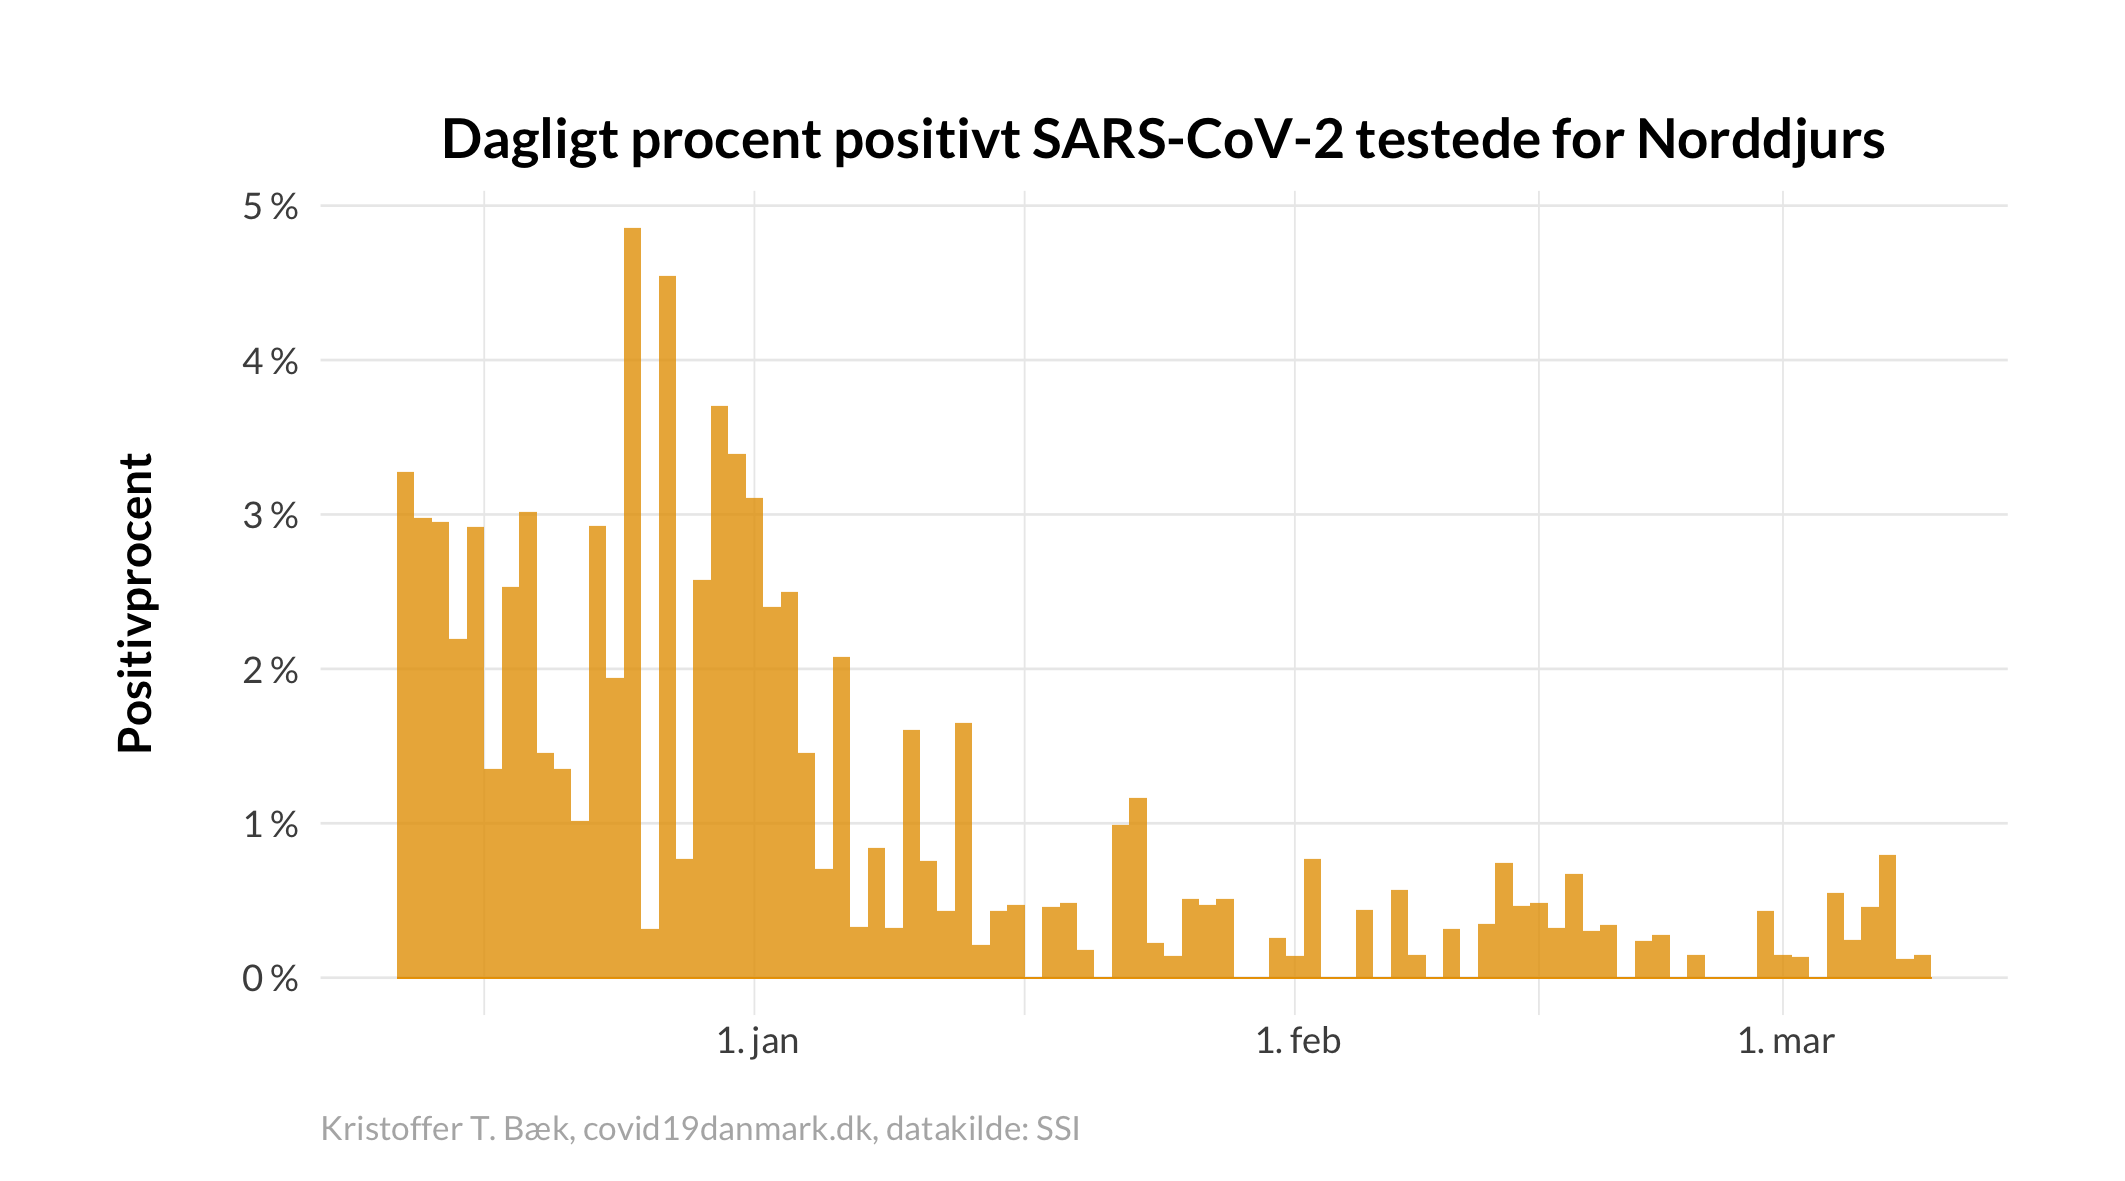 Dagligt procent positivt SARS-CoV-2 testede for Norddjurs
Positivprocent
5 %
4 %
3 %
2 %
1 %
0 %
1. jan
1. feb
1. mar
Kristoffer T. Bæk, covid19danmark.dk, datakilde: SSI